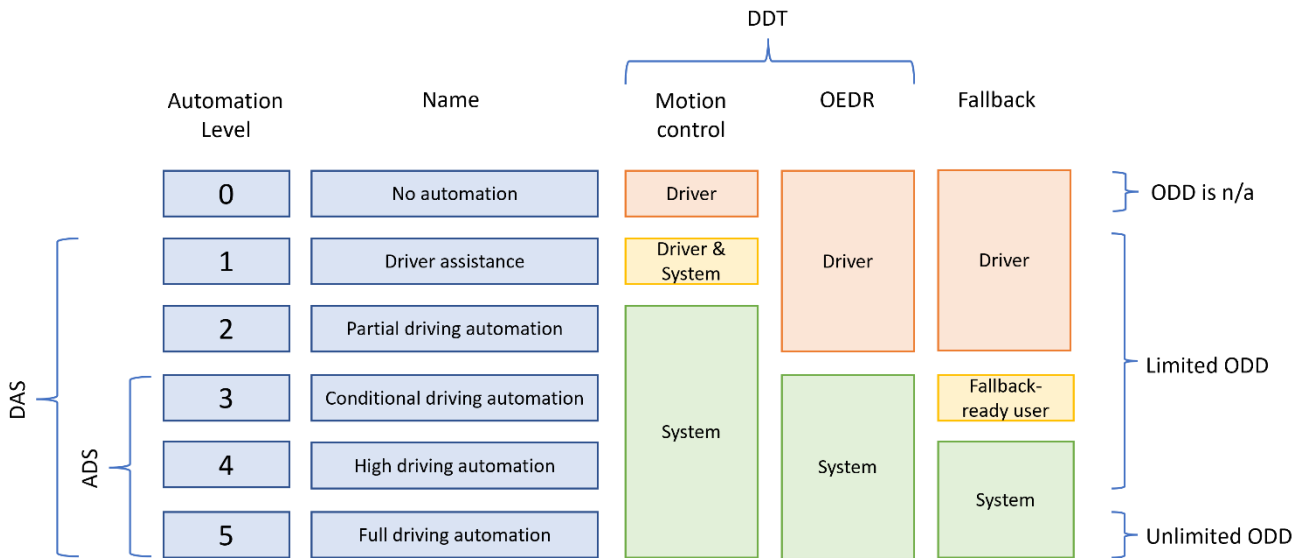 DDT
Automation
Level
Name
Motion
control
OEDR
Fallback
0
No automation
Driver
ODD is n/a
1
Driver assistance
Driver &
System
Driver
Driver
2
Partial driving automation
Limited ODD
DAS
3
Conditional driving automation
Fallback-
ready user
System
ADS
4
High driving automation
System
System
5
Full driving automation
Unlimited ODD